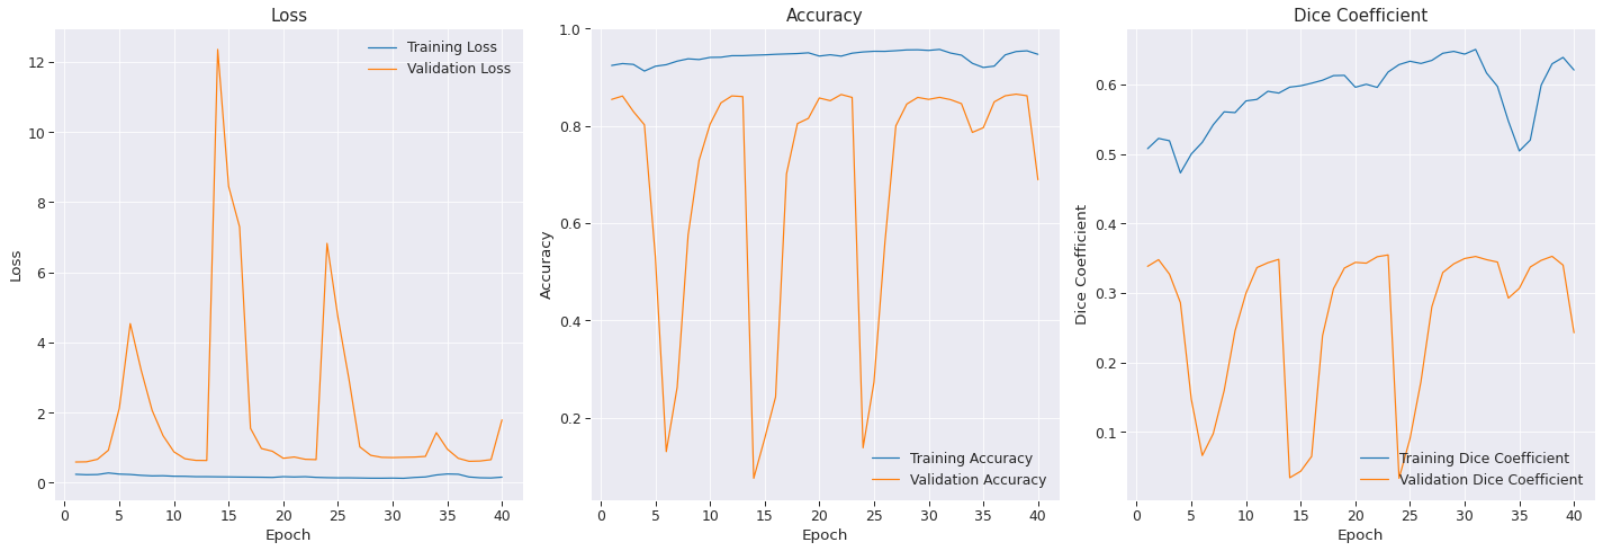 Loss
Training Loss
Validation Loss
12
10
8
6
4
2
0
Loss
0 5 10 15 20 25 30 35 40
Epoch
Accuracy
1.0
0.8
0.6
0.4
0.2
Accuracy
Training Accuracy
Validation Accuracy
0 5 10 15 20 25 30 35 40
Epoch
Dice Coefficient
0.6
0.5
0.4
0.3
0.2
0.1
Dice Coefficient
Training Dice Coefficient
Validation Dice Coefficient
0 5 10 15 20 25 30 35 40
Epoch